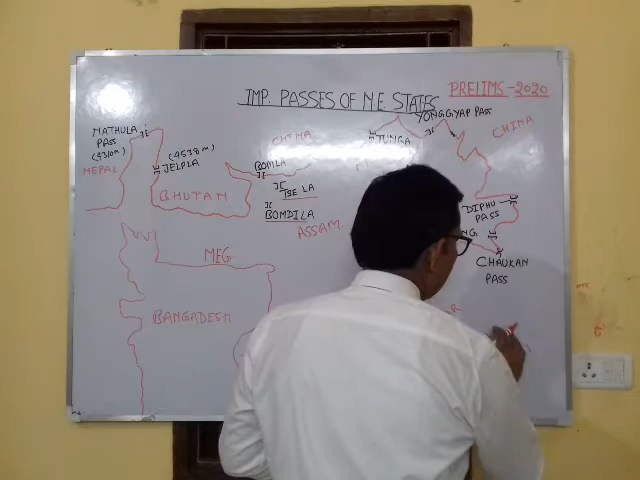 IMP. PASSES OF N.E. STATES
PRELIMS-2020
MATHULA
PASS
(4310m)
NEPAL
(4538m)
JELPLA
BHUTAN
CHINA
BOMLA
TSE LA
BOMDILA
ASSAM.
TUNGA
YONGGYAP PASS
CHINA
DIPHU
PASS
NG
CHAUKAN
PASS
MEG
BANGADESH